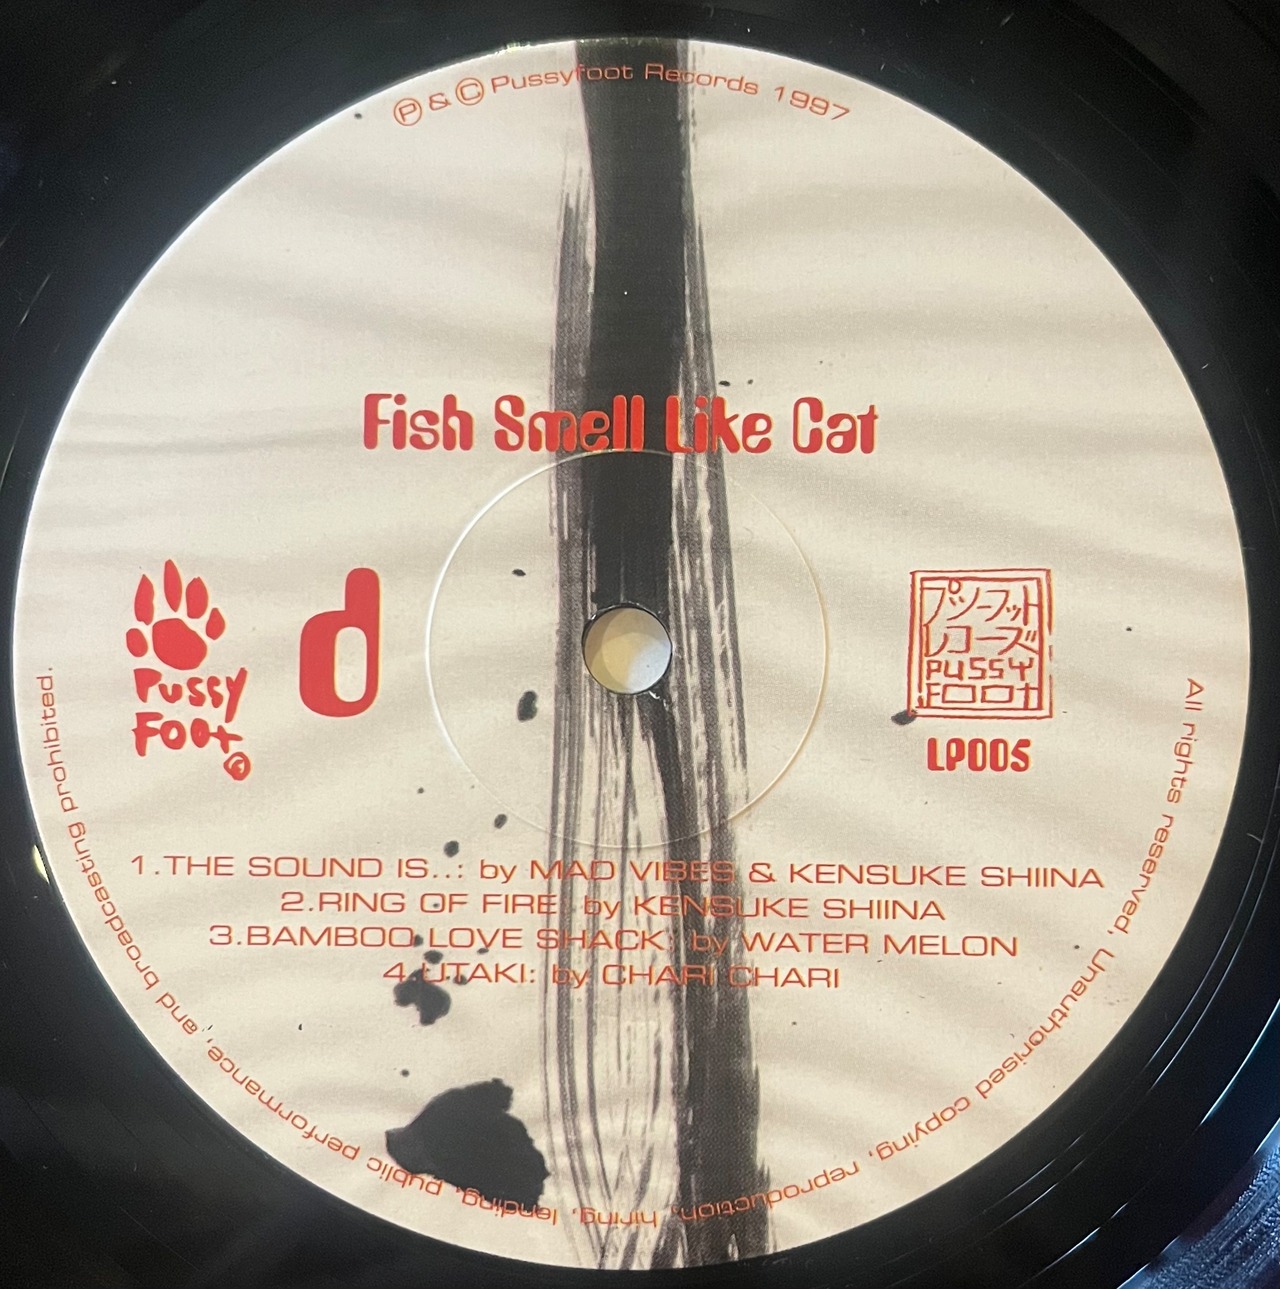 Ⓟ & © Pussyfoot Records 1997
Fish Smell Like Cat
PUSSY
FOOT
©
d
プッシーフット
レコーズ
PUSSY
FOOT
LP005
1.THE SOUND IS..: by MAD VIBES & KENSUKE SHIINA
2.RING OF FIRE: by KENSUKE SHIINA
3.BAMBOO LOVE SHACK: by WATER MELON
4.UTAKI: by CHARI CHARI
All rights reserved. Unauthorised copying, reproduction, hiring, lending, public performance, and broadcasting prohibited.